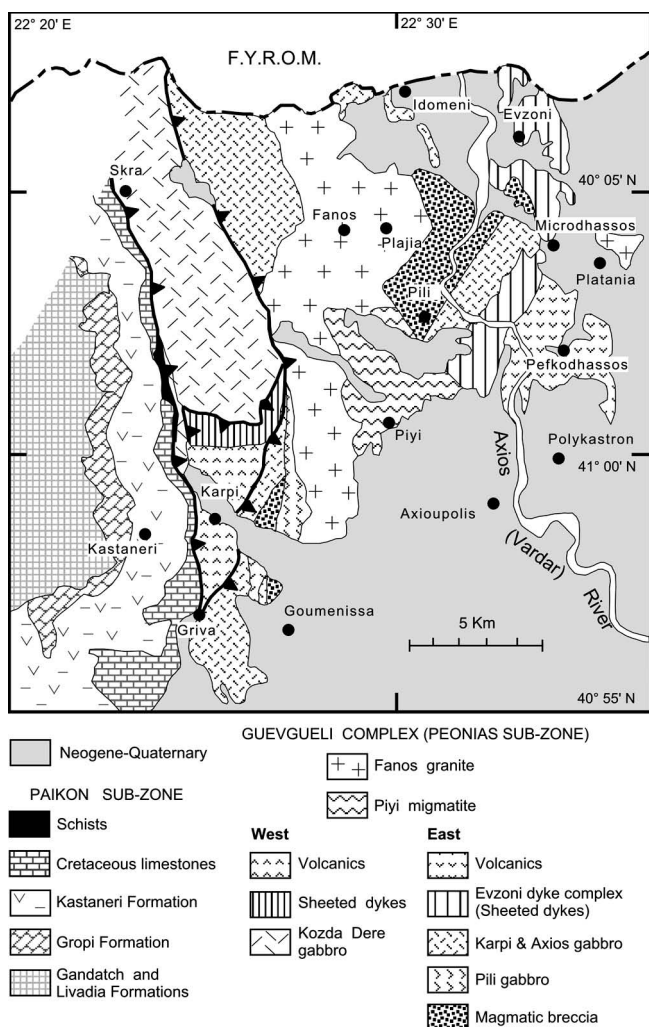 22° 20' E
22° 30' E
F.Y.R.O.M.
Idomeni
Evzoni
Skra
40° 05' N
Fanos
Plajia
Microdhassos
Platania
Pili
Pefkodhassos
Piyi
Axios
Polykastron
41° 00' N
Karpi
Axioupolis
Kastaneri
(Vardar)
River
Goumenissa
Griva
5 Km
40° 55' N
GUEVGUELI COMPLEX (PEONIAS SUB-ZONE)
Neogene-Quaternary
Fanos granite
PAIKON SUB-ZONE
Piyi migmatite
Schists
West
East
Cretaceous limestones
Volcanics
Volcanics
Kastaneri Formation
Sheeted dykes
Evzoni dyke complex
(Sheeted dykes)
Gropi Formation
Kozda Dere
gabbro
Karpi & Axios gabbro
Gandatch and
Livadia Formations
Pili gabbro
Magmatic breccia